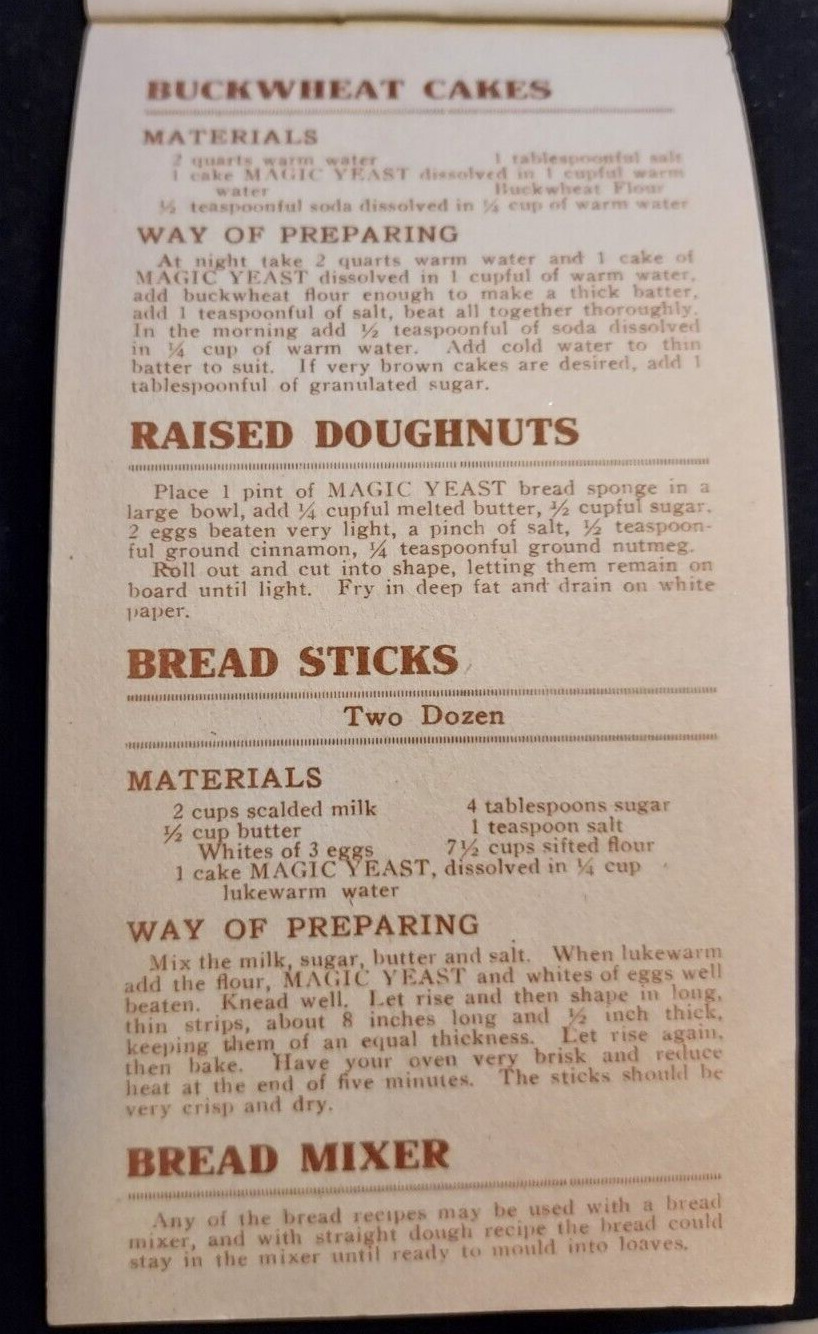 BUCKWHEAT CAKES
MATERIALS
2 quarts warm water 1 tablespoonful salt
1 cake MAGIC YEAST dissolved in 1 cupful warm
water Buckwheat Flour
½ teaspoonful soda dissolved in ¼ cup of warm water
WAY OF PREPARING
At night take 2 quarts warm water and 1 cake of
MAGIC YEAST dissolved in 1 cupful of warm water,
add buckwheat flour enough to make a thick batter,
add 1 teaspoonful of salt, beat all together thoroughly.
In the morning add ½ teaspoonful of soda dissolved
in ¼ cup of warm water. Add cold water to thin
batter to suit. If very brown cakes are desired, add 1
tablespoonful of granulated sugar.
RAISED DOUGHNUTS
Place 1 pint of MAGIC YEAST bread sponge in a
large bowl, add ¼ cupful melted butter, ½ cupful sugar.
2 eggs beaten very light, a pinch of salt, ½ teaspoon-
ful ground cinnamon, ¼ teaspoonful ground nutmeg.
Roll out and cut into shape, letting them remain on
board until light. Fry in deep fat and drain on white
paper.
BREAD STICKS
Two Dozen
MATERIALS
2 cups scalded milk 4 tablespoons sugar
½ cup butter 1 teaspoon salt
Whites of 3 eggs 7½ cups sifted flour
1 cake MAGIC YEAST, dissolved in ¼ cup
lukewarm water
WAY OF PREPARING
Mix the milk, sugar, butter and salt. When lukewarm
add the flour, MAGIC YEAST and whites of eggs well
beaten. Knead well. Let rise and then shape in long,
thin strips, about 8 inches long and ½ inch thick,
keeping them of an equal thickness. Let rise again,
then bake. Have your oven very brisk and reduce
heat at the end of five minutes. The sticks should be
very crisp and dry.
BREAD MIXER
Any of the bread recipes may be used with a bread
mixer, and with straight dough recipe the bread could
stay in the mixer until ready to mould into loaves.